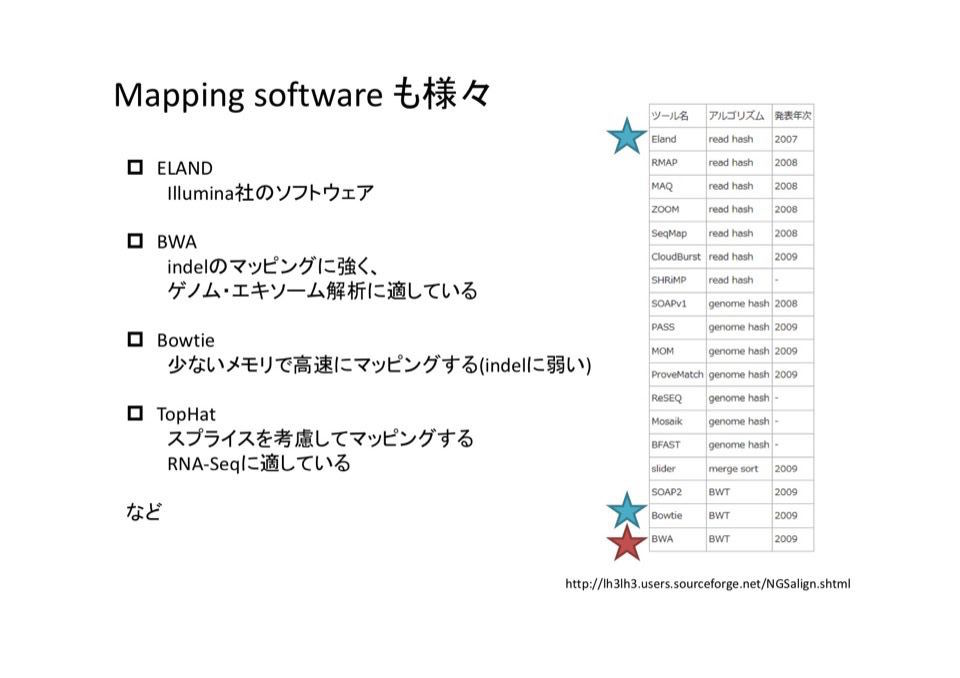 Mapping software も様々
ELAND
Illumina社のソフトウェア
BWA
indelのマッピングに強く、
ゲノム・エキソーム解析に適している
Bowtie
少ないメモリで高速にマッピングする(indelに弱い)
TopHat
スプライスを考慮してマッピングする
RNA-Seqに適している
など
ツール名 アルゴリズム 発表年次
Eland read hash 2007
RMAP read hash 2008
MAQ read hash 2008
ZOOM read hash 2008
SeqMap read hash 2008
CloudBurst read hash 2009
SHRiMP read hash -
SOAPv1 genome hash 2008
PASS genome hash 2009
MOM genome hash 2009
ProveMatch genome hash 2009
ReSEQ genome hash -
Mosaik genome hash -
BFAST genome hash -
slider merge sort 2009
SOAP2 BWT 2009
Bowtie BWT 2009
BWA BWT 2009
http://lh3lh3.users.sourceforge.net/NGSalign.shtml